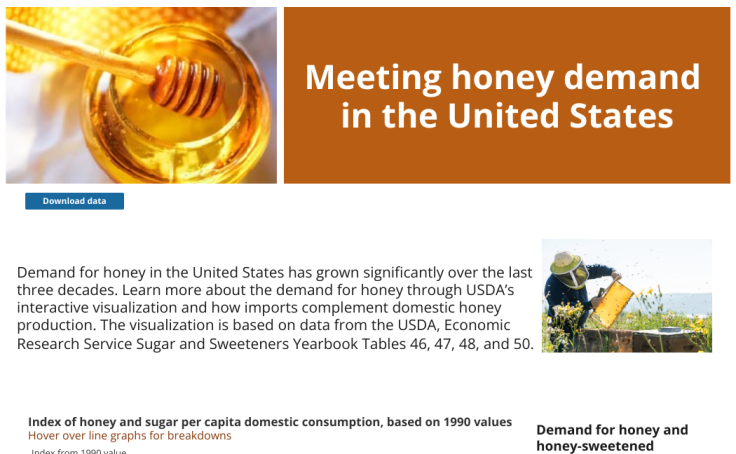 Meeting honey demand
in the United States
Download data
Demand for honey in the United States has grown significantly over the last
three decades. Learn more about the demand for honey through USDA’s
interactive visualization and how imports complement domestic honey
production. The visualization is based on data from the USDA, Economic
Research Service Sugar and Sweeteners Yearbook Tables 46, 47, 48, and 50.
Index of honey and sugar per capita domestic consumption, based on 1990 values
Hover over line graphs for breakdowns
Index from 1990 value
Demand for honey and
honey-sweetened